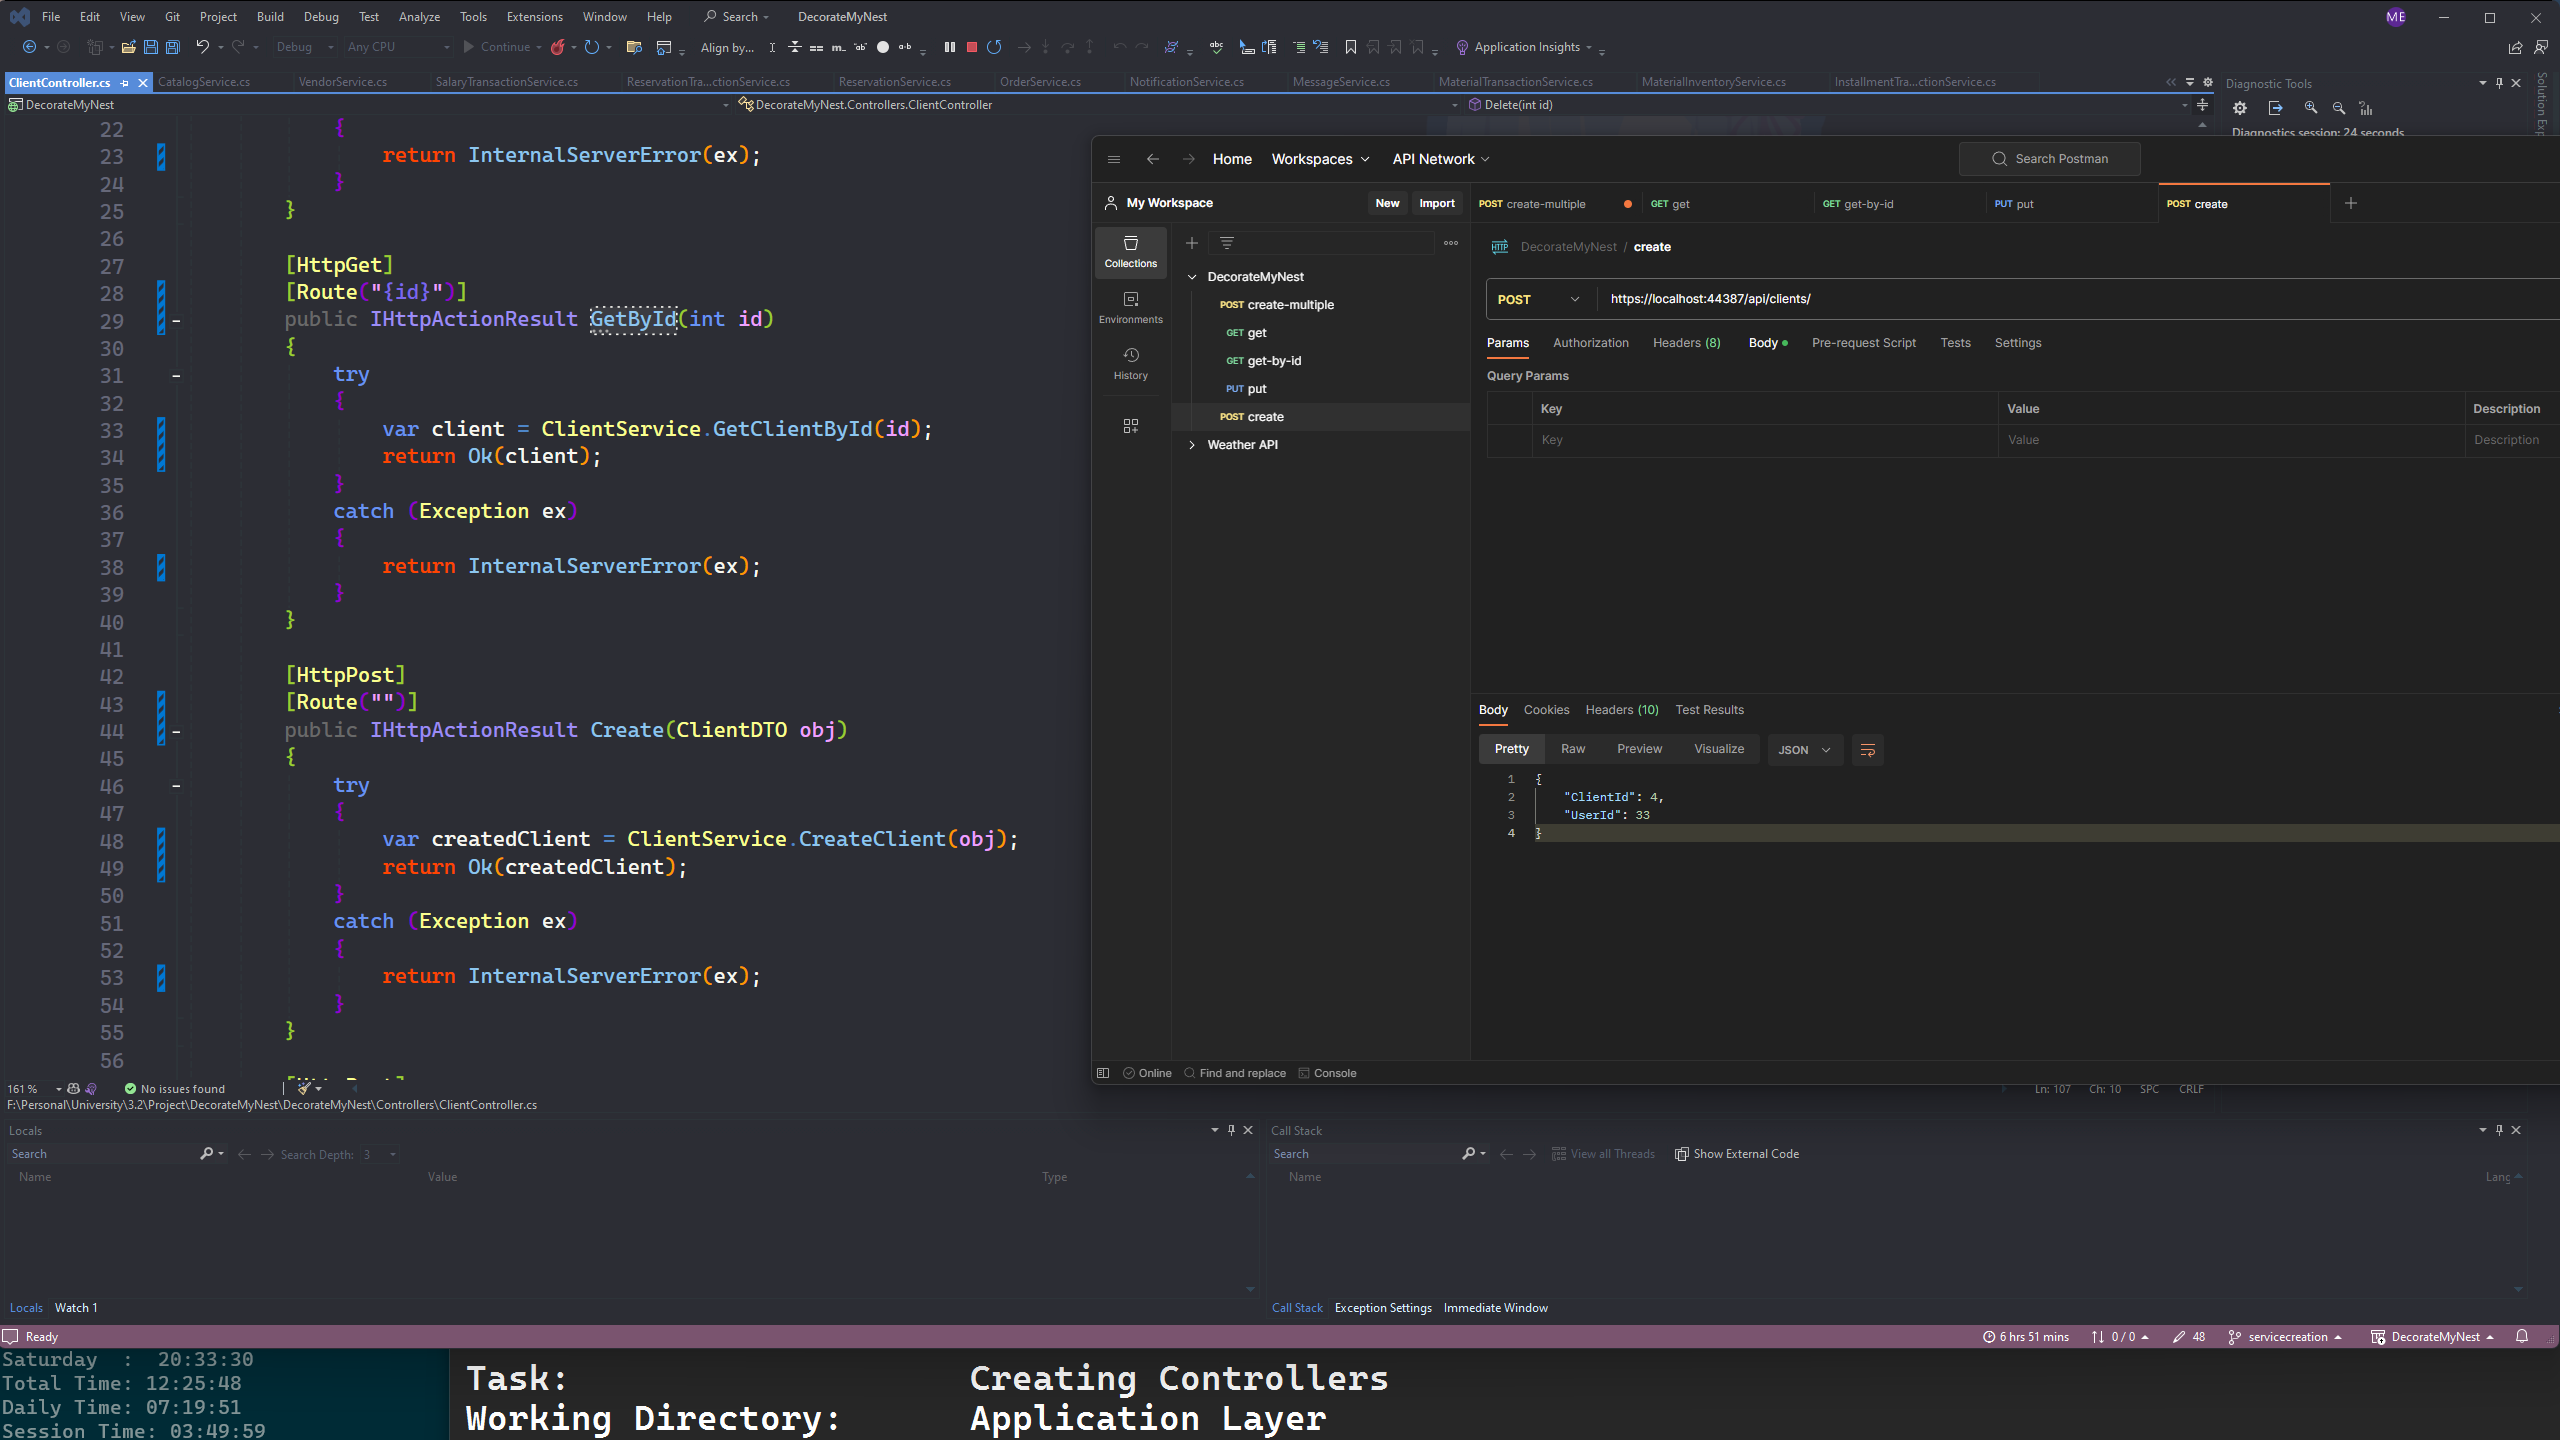 File Edit View Git Project Build Debug Test Analyze Tools Extensions Window Help Search DecorateMyNest ME
Debug Any CPU Continue Align by... Application Insights
ClientController.cs CatalogService.cs VendorService.cs SalaryTransactionService.cs ReservationTra...ctionService.cs ReservationService.cs OrderService.cs NotificationService.cs MessageService.cs MaterialTransactionService.cs MaterialInventoryService.cs InstallmentTra...ctionService.cs Diagnostic Tools
DecorateMyNest DecorateMyNest.Controllers.ClientController Delete(int id)
Diagnostics session: 24 seconds
Solution Exp
22 {
23 return InternalServerError(ex);
24 }
25 }
26
27 [HttpGet]
28 [Route("{id}")]
29 public IHttpActionResult GetById(int id)
30 {
31 try
32 {
33 var client = ClientService.GetClientById(id);
34 return Ok(client);
35 }
36 catch (Exception ex)
37 {
38 return InternalServerError(ex);
39 }
40 }
41
42 [HttpPost]
43 [Route("")]
44 public IHttpActionResult Create(ClientDTO obj)
45 {
46 try
47 {
48 var createdClient = ClientService.CreateClient(obj);
49 return Ok(createdClient);
50 }
51 catch (Exception ex)
52 {
53 return InternalServerError(ex);
54 }
55 }
56
Home Workspaces API Network Search Postman
My Workspace New Import POST create-multiple GET get GET get-by-id PUT put POST create
Collections
Environments
History
DecorateMyNest
POST create-multiple
GET get
GET get-by-id
PUT put
POST create
Weather API
HTTP DecorateMyNest / create
POST https://localhost:44387/api/clients/
Params Authorization Headers (8) Body Pre-request Script Tests Settings
Query Params
Key Value Description
Key Value Description
Body Cookies Headers (10) Test Results
Pretty Raw Preview Visualize JSON
1 {
2 "ClientId": 4,
3 "UserId": 33
4 }
Online Find and replace Console
161 % No issues found Ln: 107 Ch: 10 SPC CRLF
F:\Personal\University\3.2\Project\DecorateMyNest\DecorateMyNest\Controllers\ClientController.cs
Locals
Search Search Depth: 3
Name Value Type
Locals Watch 1
Call Stack
Search View all Threads Show External Code
Name Lang
Call Stack Exception Settings Immediate Window
Ready 6 hrs 51 mins 0 / 0 48 servicecreation DecorateMyNest
Saturday : 20:33:30
Total Time: 12:25:48
Daily Time: 07:19:51
Session Time: 03:49:59
Task: Creating Controllers
Working Directory: Application Layer